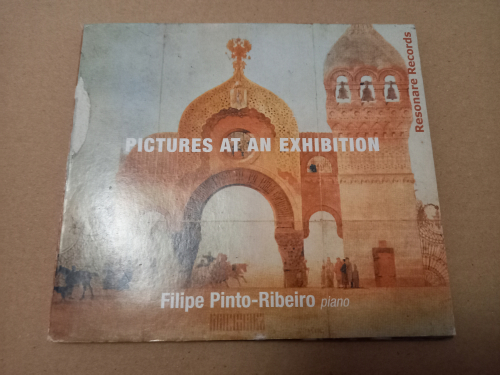 Resonare Records
PICTURES AT AN EXHIBITION
Filipe Pinto-Ribeiro piano